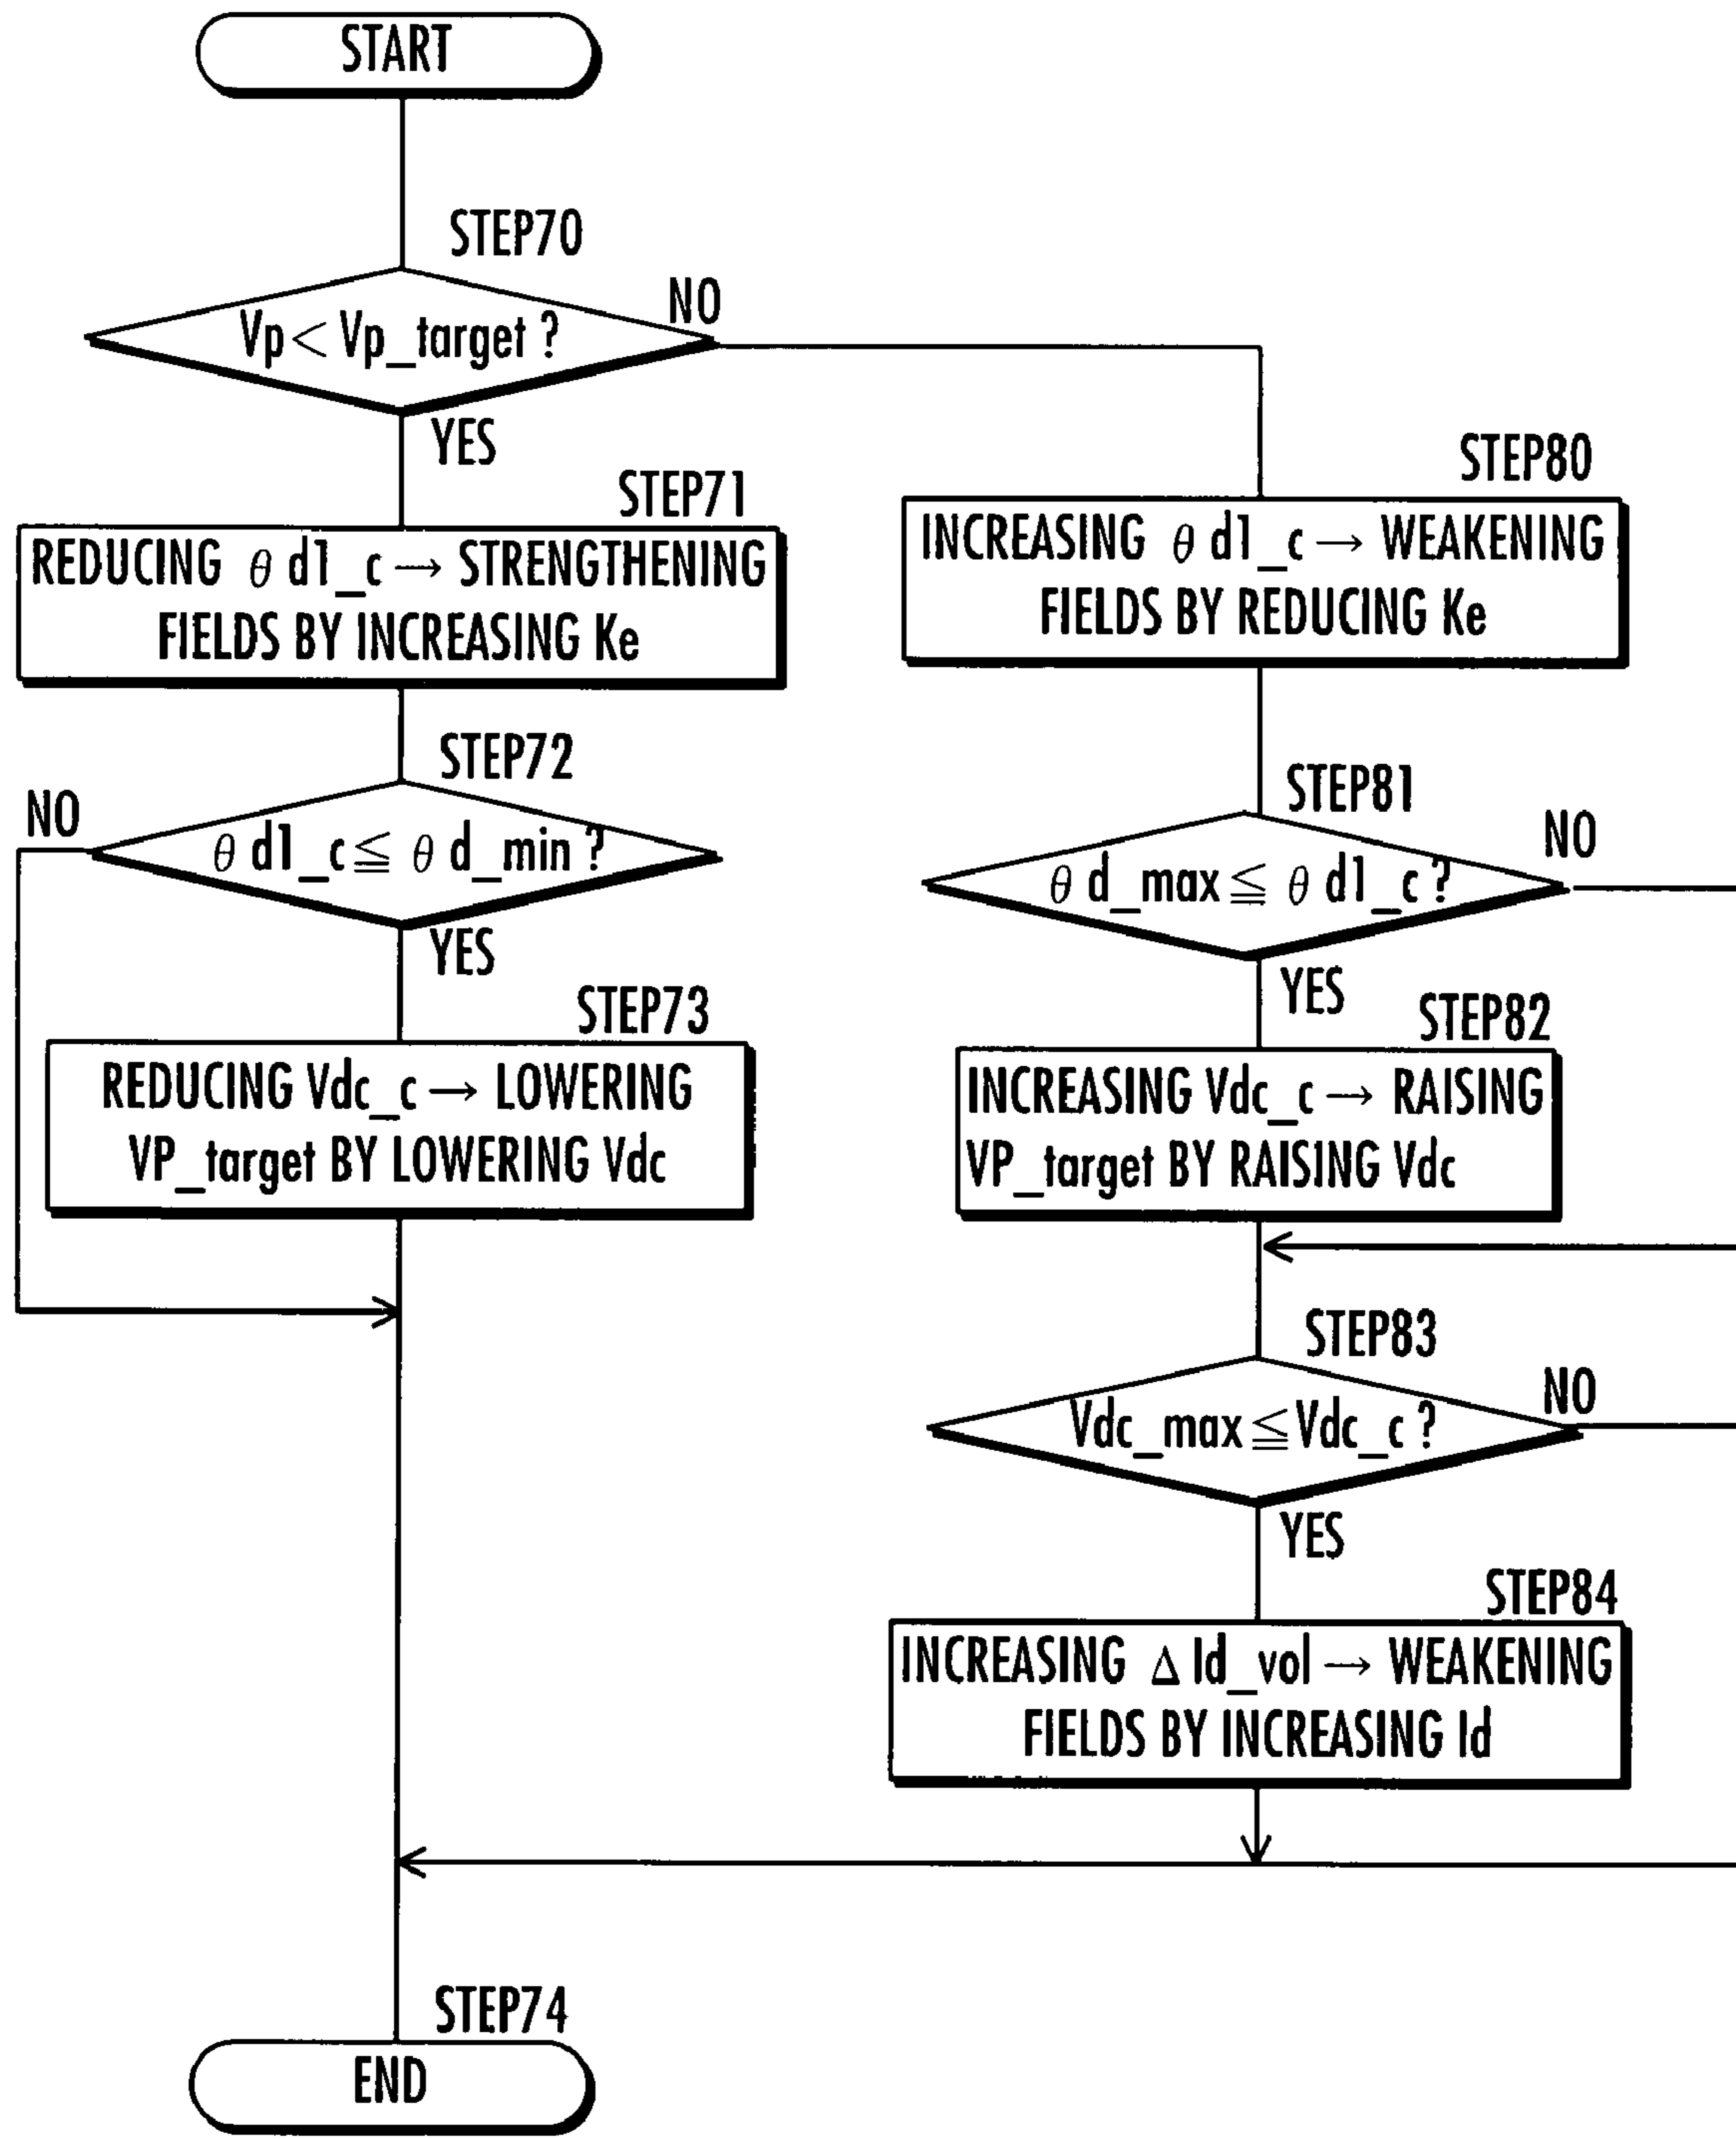 START
STEP70
Vp < Vp_target ?
NO
YES
STEP71
REDUCING θ d1_c → STRENGTHENING
FIELDS BY INCREASING Ke
STEP72
NO
θ d1_c ≦ θ d_min ?
YES
STEP73
REDUCING Vdc_c → LOWERING
VP_target BY LOWERING Vdc
STEP80
INCREASING θ d1_c → WEAKENING
FIELDS BY REDUCING Ke
STEP81
NO
θ d_max ≦ θ d1_c ?
YES
STEP82
INCREASING Vdc_c → RAISING
VP_target BY RAISING Vdc
STEP83
NO
Vdc_max ≦ Vdc_c ?
YES
STEP84
INCREASING Δ Id_vol → WEAKENING
FIELDS BY INCREASING Id
STEP74
END